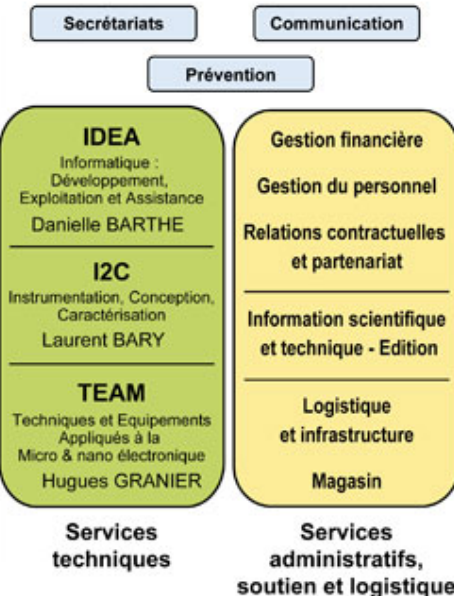 Secrétariats
Communication
Prévention
IDEA
Informatique :
Développement,
Exploitation et Assistance
Danielle BARTHE
I2C
Instrumentation, Conception,
Caractérisation
Laurent BARY
TEAM
Techniques et Equipements
Appliqués à la
Micro & nano électronique
Hugues GRANIER
Services
techniques
Gestion financière
Gestion du personnel
Relations contractuelles
et partenariat
Information scientifique
et technique - Edition
Logistique
et infrastructure
Magasin
Services
administratifs,
soutien et logistique